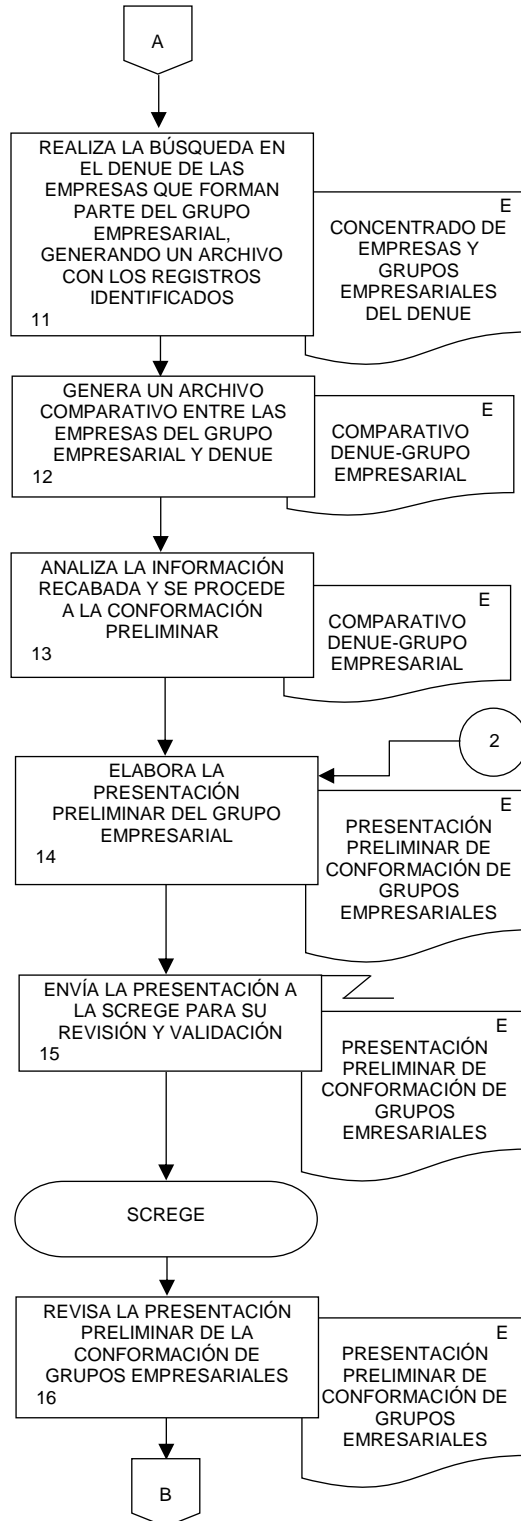 A
REALIZA LA BÚSQUEDA EN
EL DENUE DE LAS
EMPRESAS QUE FORMAN
PARTE DEL GRUPO
EMPRESARIAL,
GENERANDO UN ARCHIVO
CON LOS REGISTROS
IDENTIFICADOS
11
E
CONCENTRADO DE
EMPRESAS Y
GRUPOS
EMPRESARIALES
DEL DENUE
GENERA UN ARCHIVO
COMPARATIVO ENTRE LAS
EMPRESAS DEL GRUPO
EMPRESARIAL Y DENUE
12
E
COMPARATIVO
DENUE-GRUPO
EMPRESARIAL
ANALIZA LA INFORMACIÓN
RECABADA Y SE PROCEDE
A LA CONFORMACIÓN
PRELIMINAR
13
E
COMPARATIVO
DENUE-GRUPO
EMPRESARIAL
2
ELABORA LA
PRESENTACIÓN
PRELIMINAR DEL GRUPO
EMPRESARIAL
14
E
PRESENTACIÓN
PRELIMINAR DE
CONFORMACIÓN DE
GRUPOS
EMPRESARIALES
ENVÍA LA PRESENTACIÓN A
LA SCREGE PARA SU
REVISIÓN Y VALIDACIÓN
15
E
PRESENTACIÓN
PRELIMINAR DE
CONFORMACIÓN DE
GRUPOS
EMRESARIALES
SCREGE
REVISA LA PRESENTACIÓN
PRELIMINAR DE LA
CONFORMACIÓN DE
GRUPOS EMPRESARIALES
16
E
PRESENTACIÓN
PRELIMINAR DE
CONFORMACIÓN DE
GRUPOS
EMRESARIALES
B